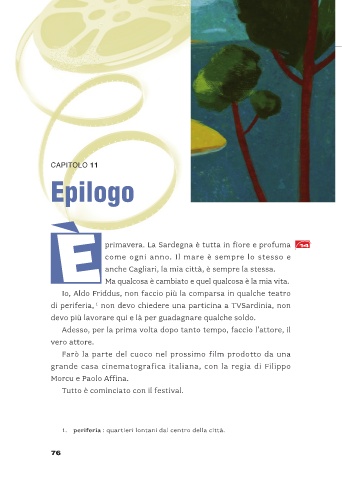 CAPITOLO 11
Epilogo
È primavera. La Sardegna è tutta in fiore e profuma
come ogni anno. Il mare è sempre lo stesso e
anche Cagliari, la mia città, è sempre la stessa.
Ma qualcosa è cambiato e quel qualcosa è la mia vita.
Io, Aldo Friddus, non faccio più la comparsa in qualche teatro
di periferia,¹ non devo chiedere una particina a TVSardinia, non
devo più lavorare qui e là per guadagnare qualche soldo.
Adesso, per la prima volta dopo tanto tempo, faccio l'attore, il
vero attore.
Farò la parte del cuoco nel prossimo film prodotto da una
grande casa cinematografica italiana, con la regia di Filippo
Morcu e Paolo Affina.
Tutto è cominciato con il festival.
1. periferia : quartieri lontani dal centro della città.
76